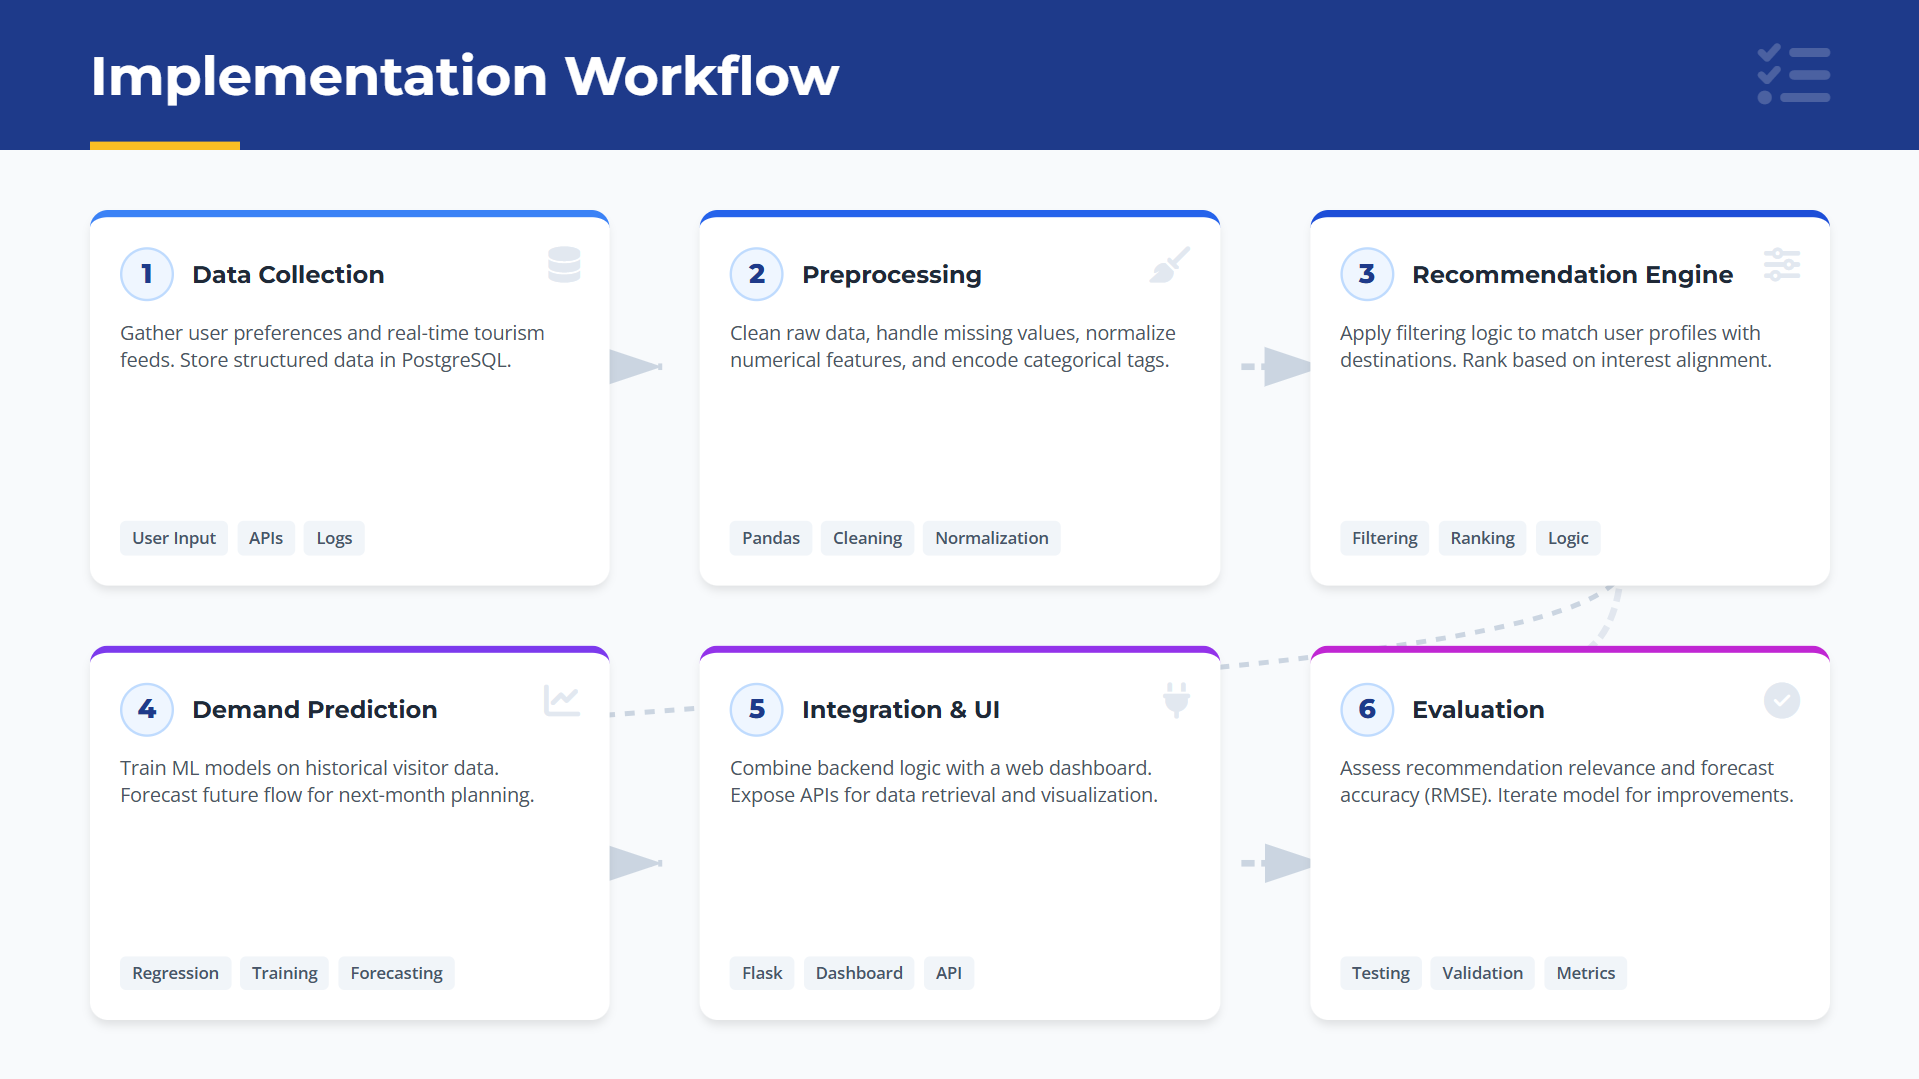 Implementation Workflow
1
Data Collection
Gather user preferences and real-time tourism
feeds. Store structured data in PostgreSQL.
User Input
APIs
Logs
2
Preprocessing
Clean raw data, handle missing values, normalize
numerical features, and encode categorical tags.
Pandas
Cleaning
Normalization
3
Recommendation Engine
Apply filtering logic to match user profiles with
destinations. Rank based on interest alignment.
Filtering
Ranking
Logic
4
Demand Prediction
Train ML models on historical visitor data.
Forecast future flow for next-month planning.
Regression
Training
Forecasting
5
Integration & UI
Combine backend logic with a web dashboard.
Expose APIs for data retrieval and visualization.
Flask
Dashboard
API
6
Evaluation
Assess recommendation relevance and forecast
accuracy (RMSE). Iterate model for improvements.
Testing
Validation
Metrics